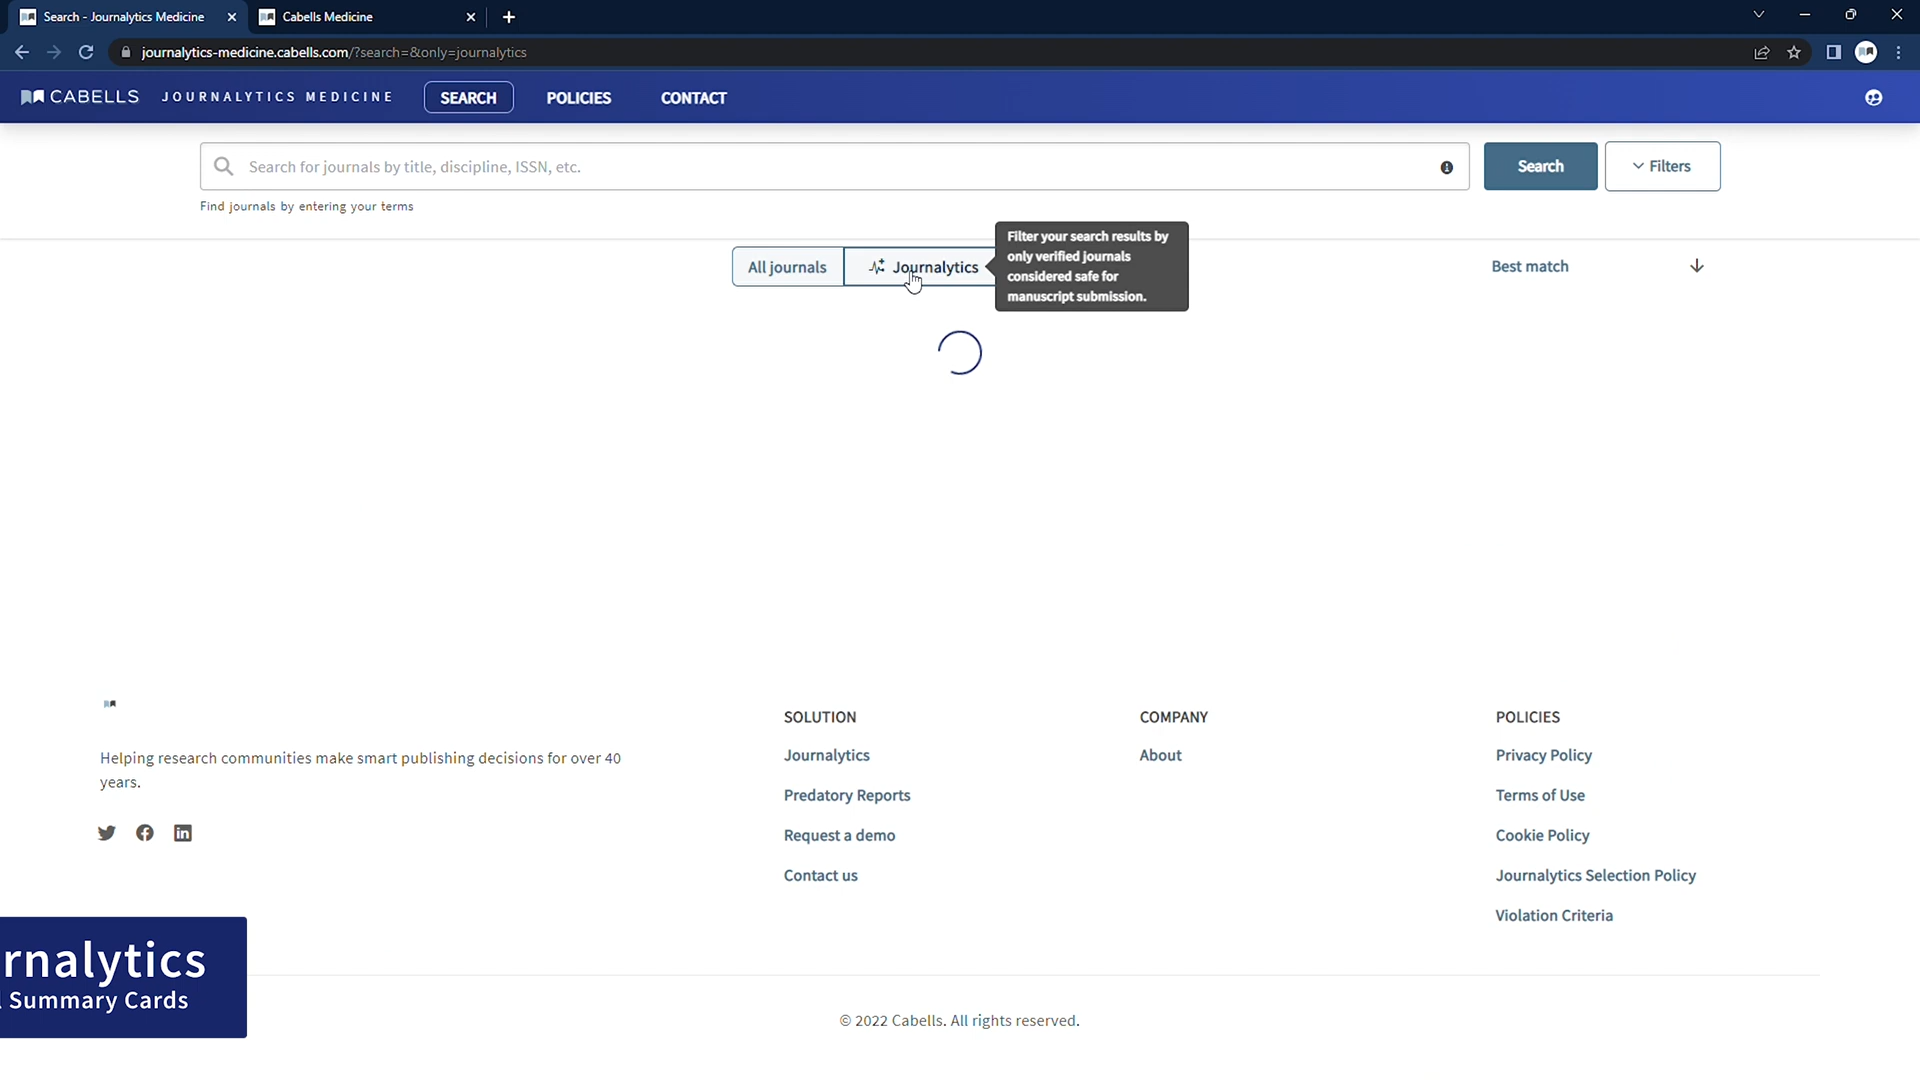 Search - Journalytics Medicine
Cabells Medicine
journalytics-medicine.cabells.com/?search=&only=journalytics
CABELLS JOURNALYTICS MEDICINE SEARCH POLICIES CONTACT
Search for journals by title, discipline, ISSN, etc.
Search
Filters
Find journals by entering your terms
All journals
Journalytics
Filter your search results by
only verified journals
considered safe for
manuscript submission.
Best match
Helping research communities make smart publishing decisions for over 40
years.
SOLUTION
Journalytics
Predatory Reports
Request a demo
Contact us
COMPANY
About
POLICIES
Privacy Policy
Terms of Use
Cookie Policy
Journalytics Selection Policy
Violation Criteria
rnalytics
Summary Cards
© 2022 Cabells. All rights reserved.